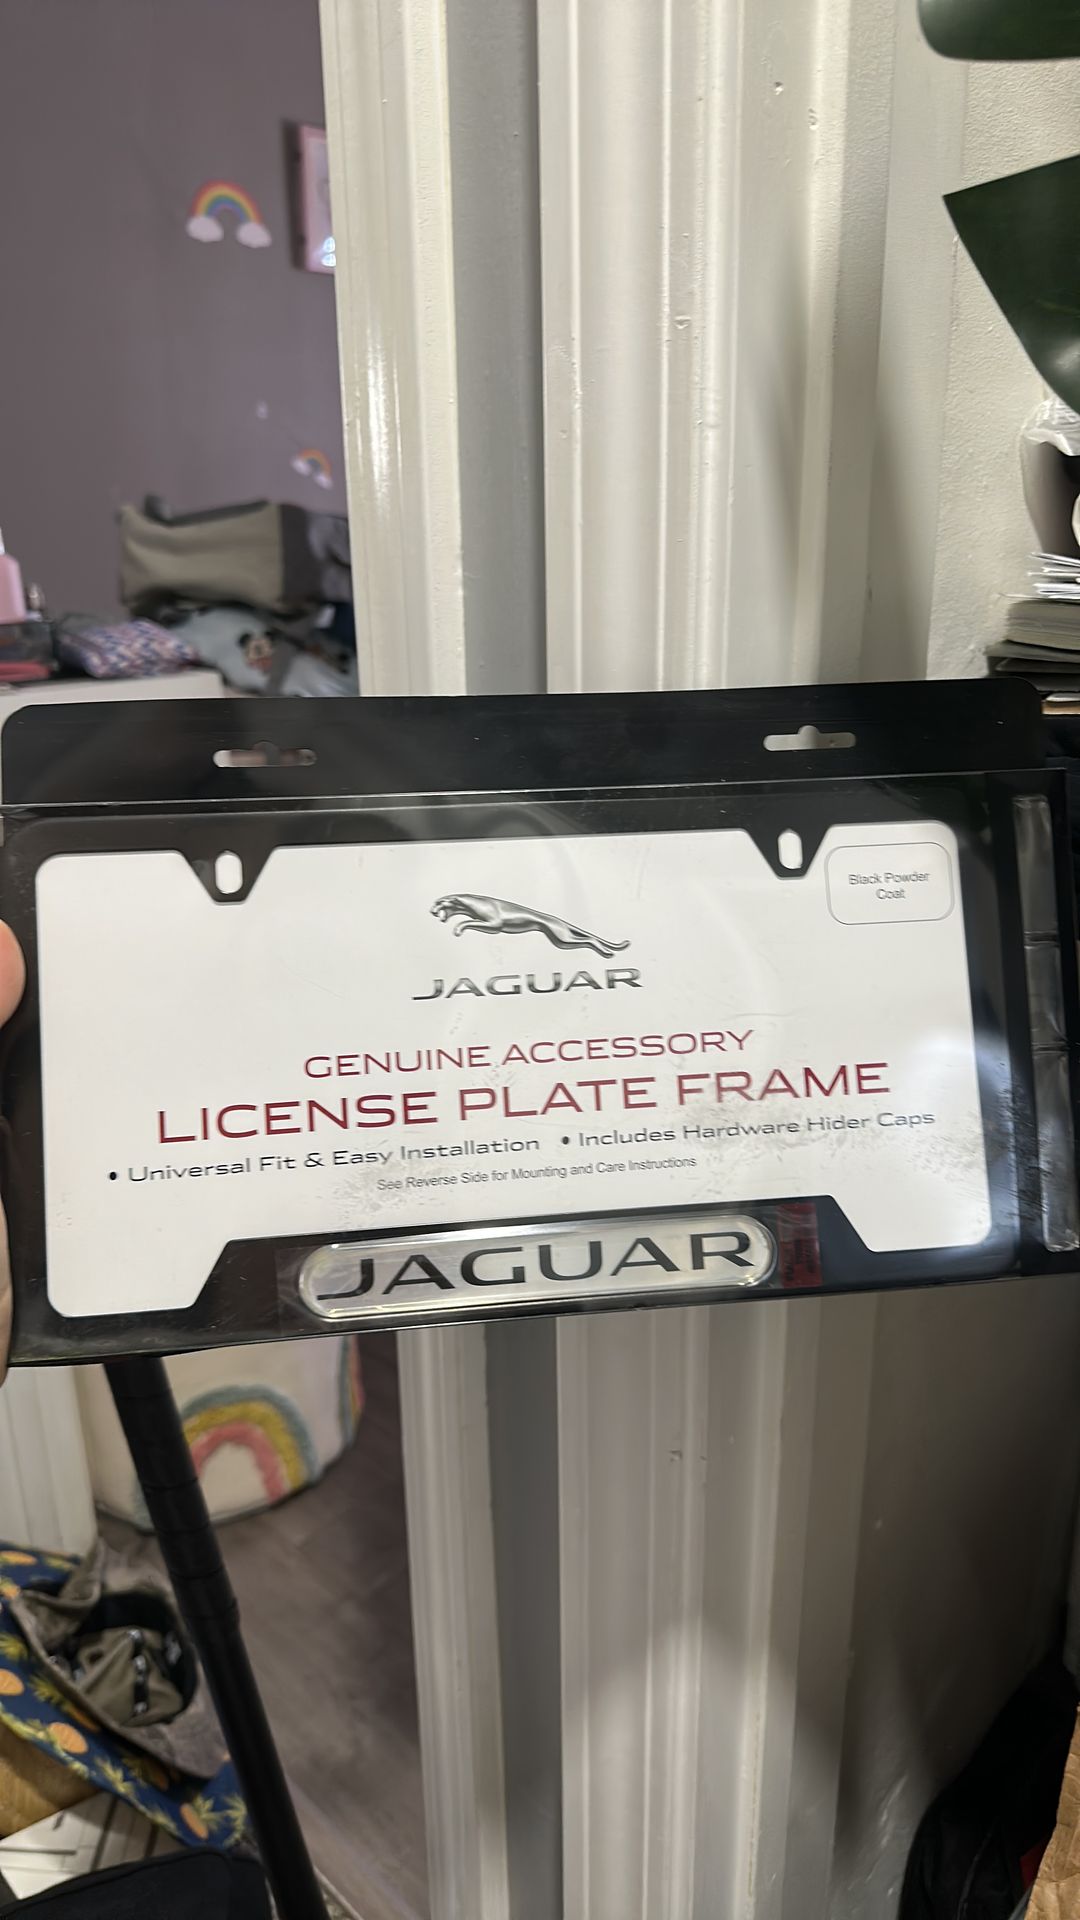 Black Powder
Coat
JAGUAR
GENUINE ACCESSORY
LICENSE PLATE FRAME
• Universal Fit & Easy Installation • Includes Hardware Hider Caps
See Reverse Side for Mounting and Care Instructions
JAGUAR